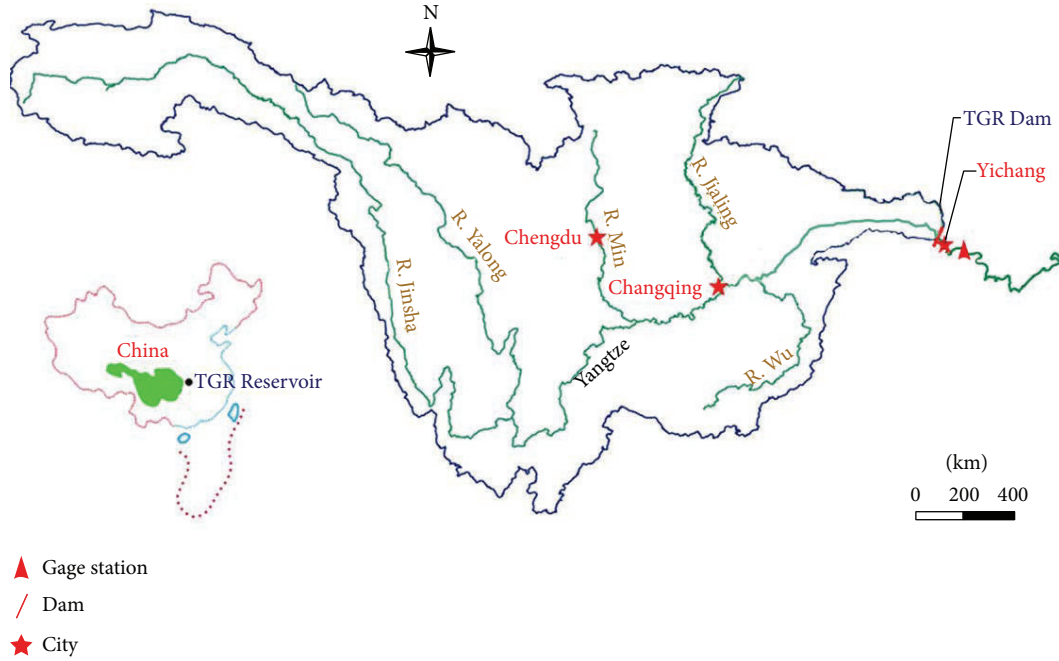 N
TGR Dam
Yichang
R. Jialing
R. Min
Chengdu
R. Yalong
R. Jinsha
Changqing
China
TGR Reservoir
Yangtze
R. Wu
(km)
0 200 400
Gage station
Dam
City